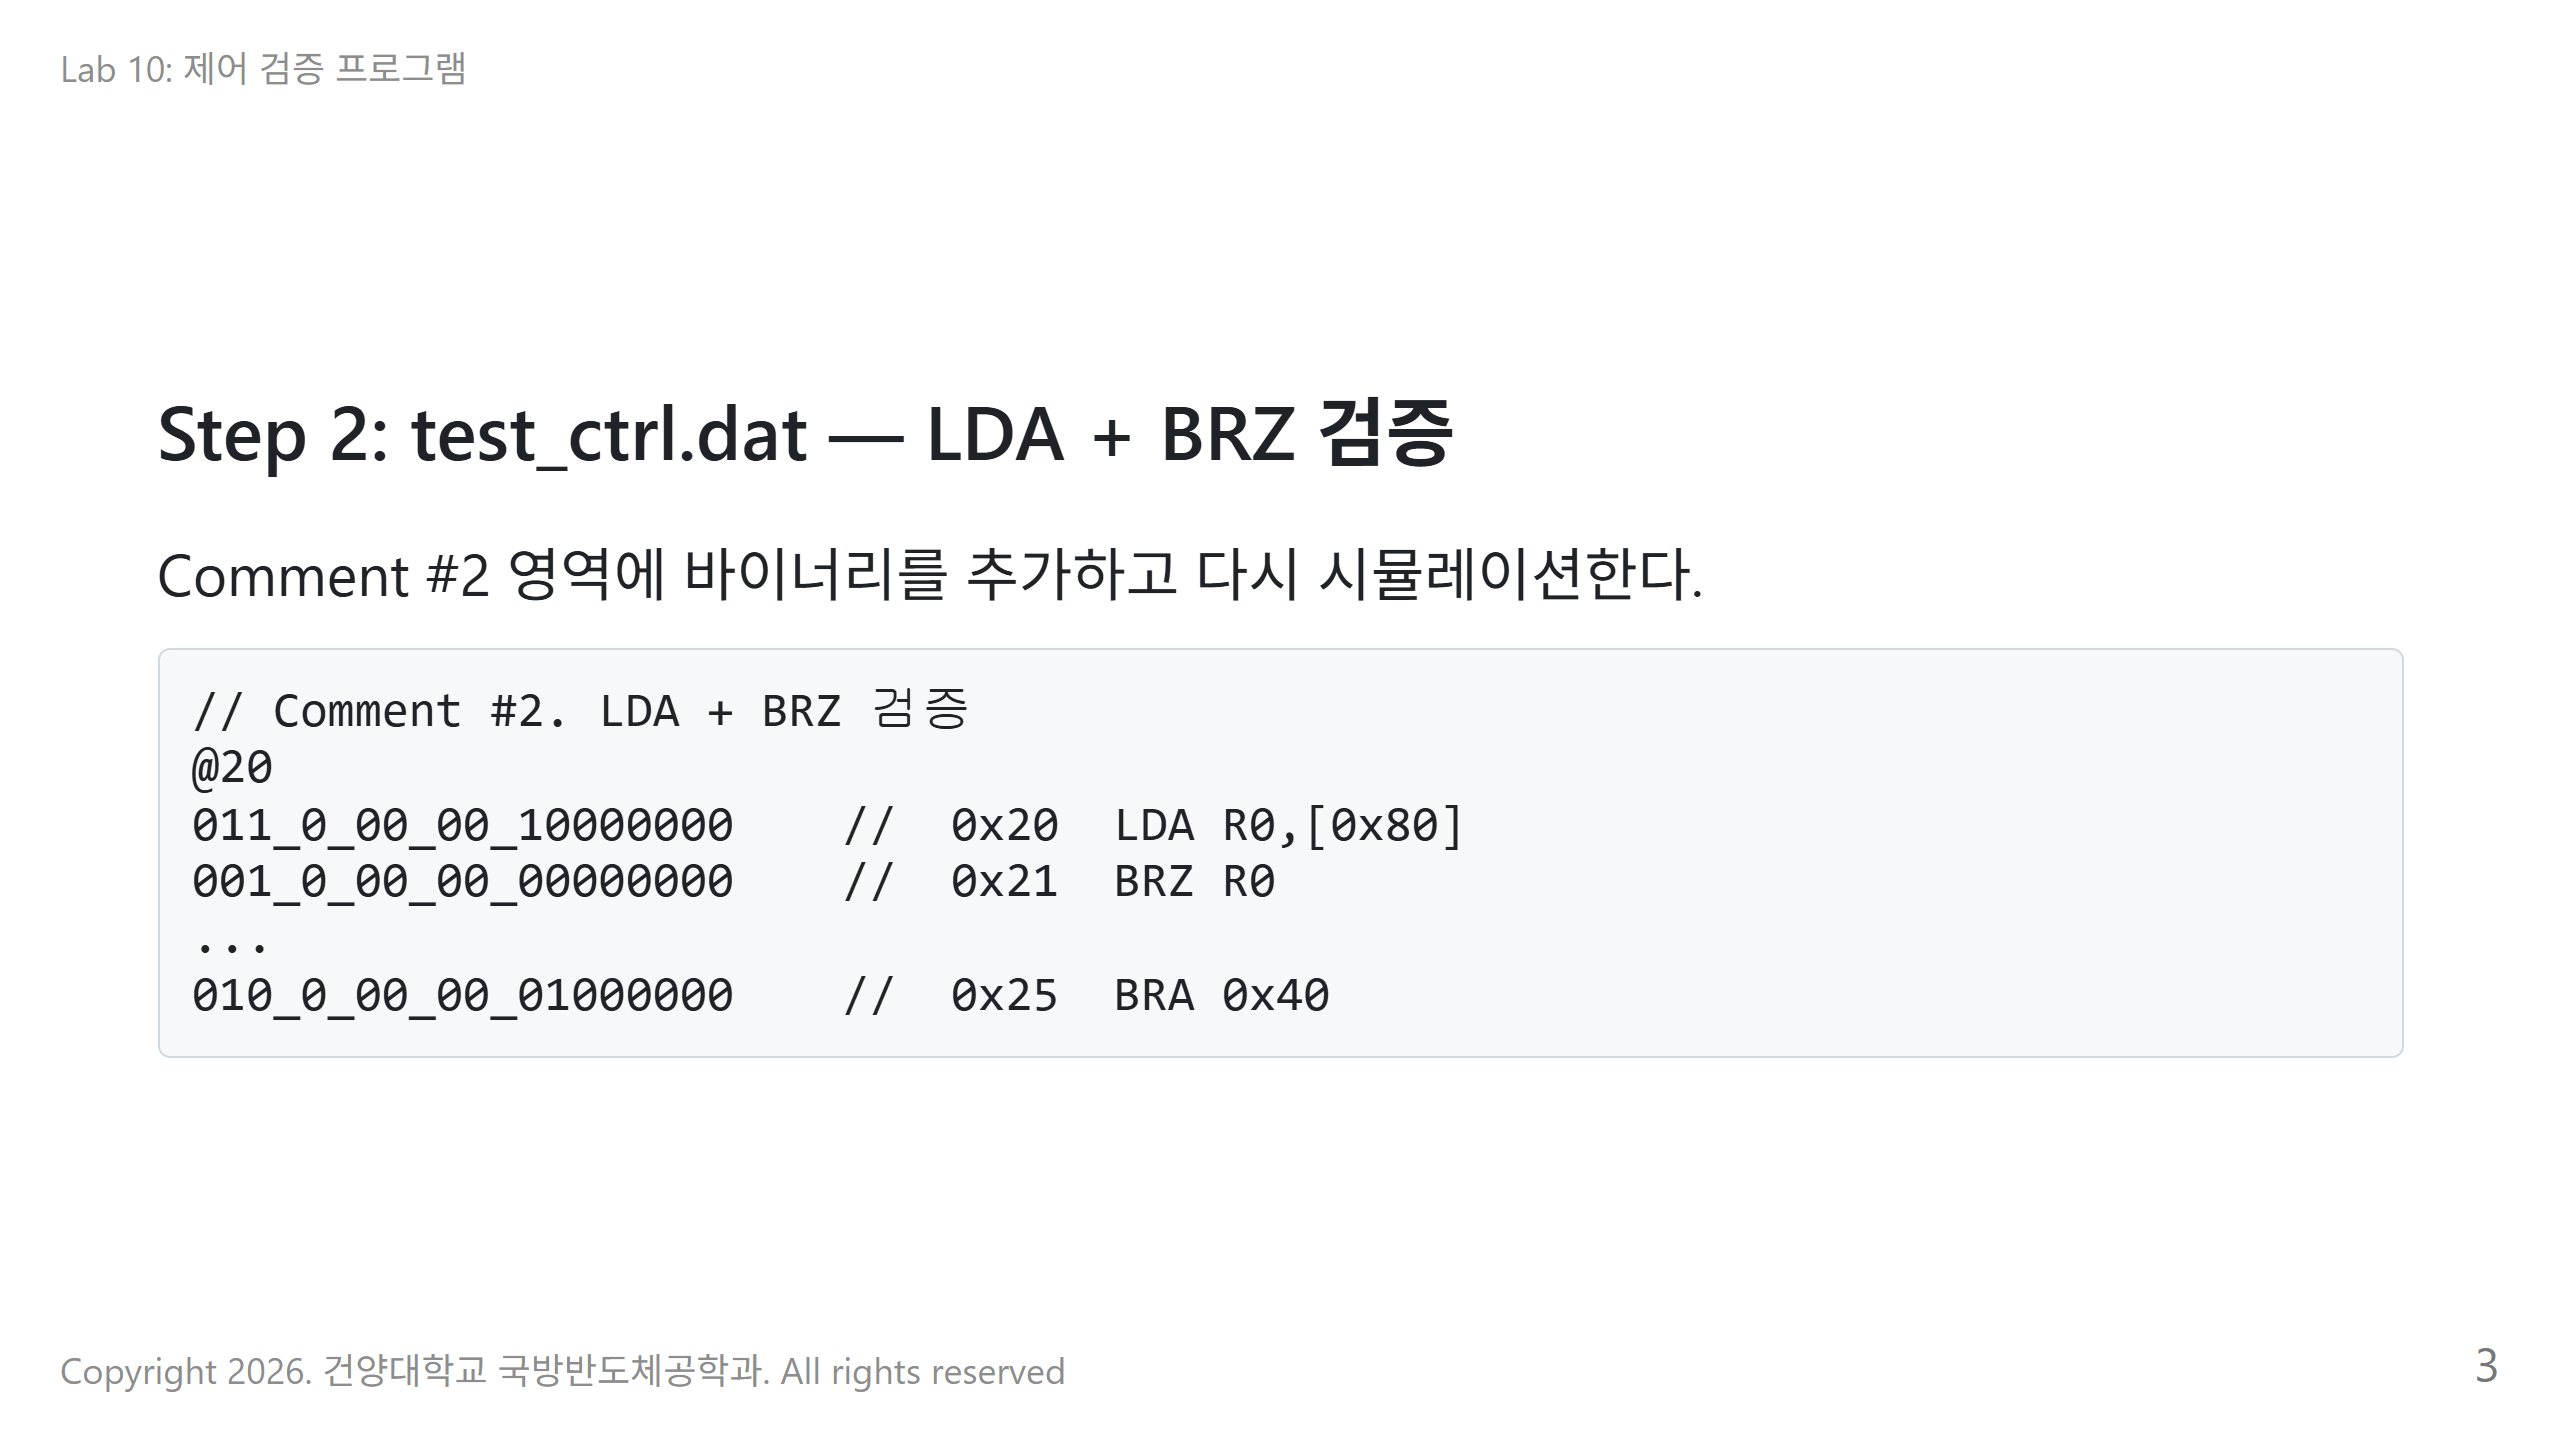 Lab 10: 제어 검증 프로그램
Step 2: test_ctrl.dat — LDA + BRZ 검증
Comment #2 영역에 바이너리를 추가하고 다시 시뮬레이션한다.
// Comment #2. LDA + BRZ 검증
@20
011_0_00_00_10000000    //  0x20  LDA R0,[0x80]
001_0_00_00_00000000    //  0x21  BRZ R0
...
010_0_00_00_01000000    //  0x25  BRA 0x40
Copyright 2026. 건양대학교 국방반도체공학과. All rights reserved
3